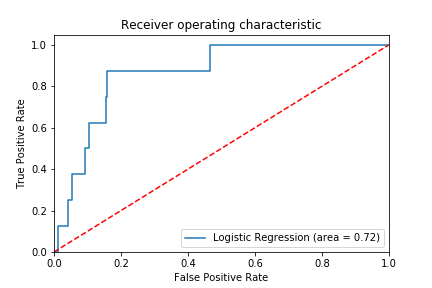 Receiver operating characteristic
1.0
0.8
0.6
0.4
0.2
0.0
True Positive Rate
Logistic Regression (area = 0.72)
0.0 0.2 0.4 0.6 0.8 1.0
False Positive Rate